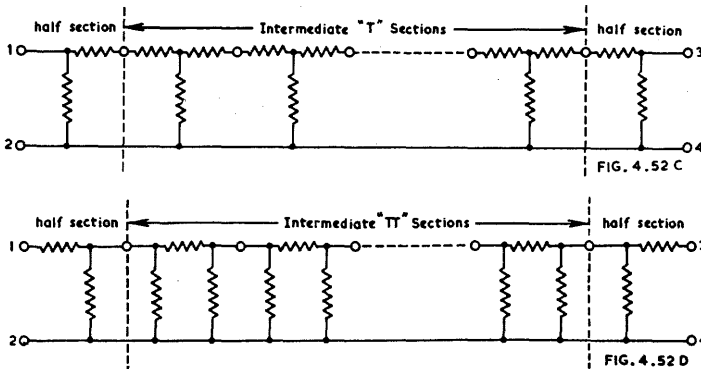 half section Intermediate "T" Sections half section
1 3
2 4
FIG. 4.52 C
half section Intermediate "TT" Sections half section
1 3
2 4
FIG. 4.52 D